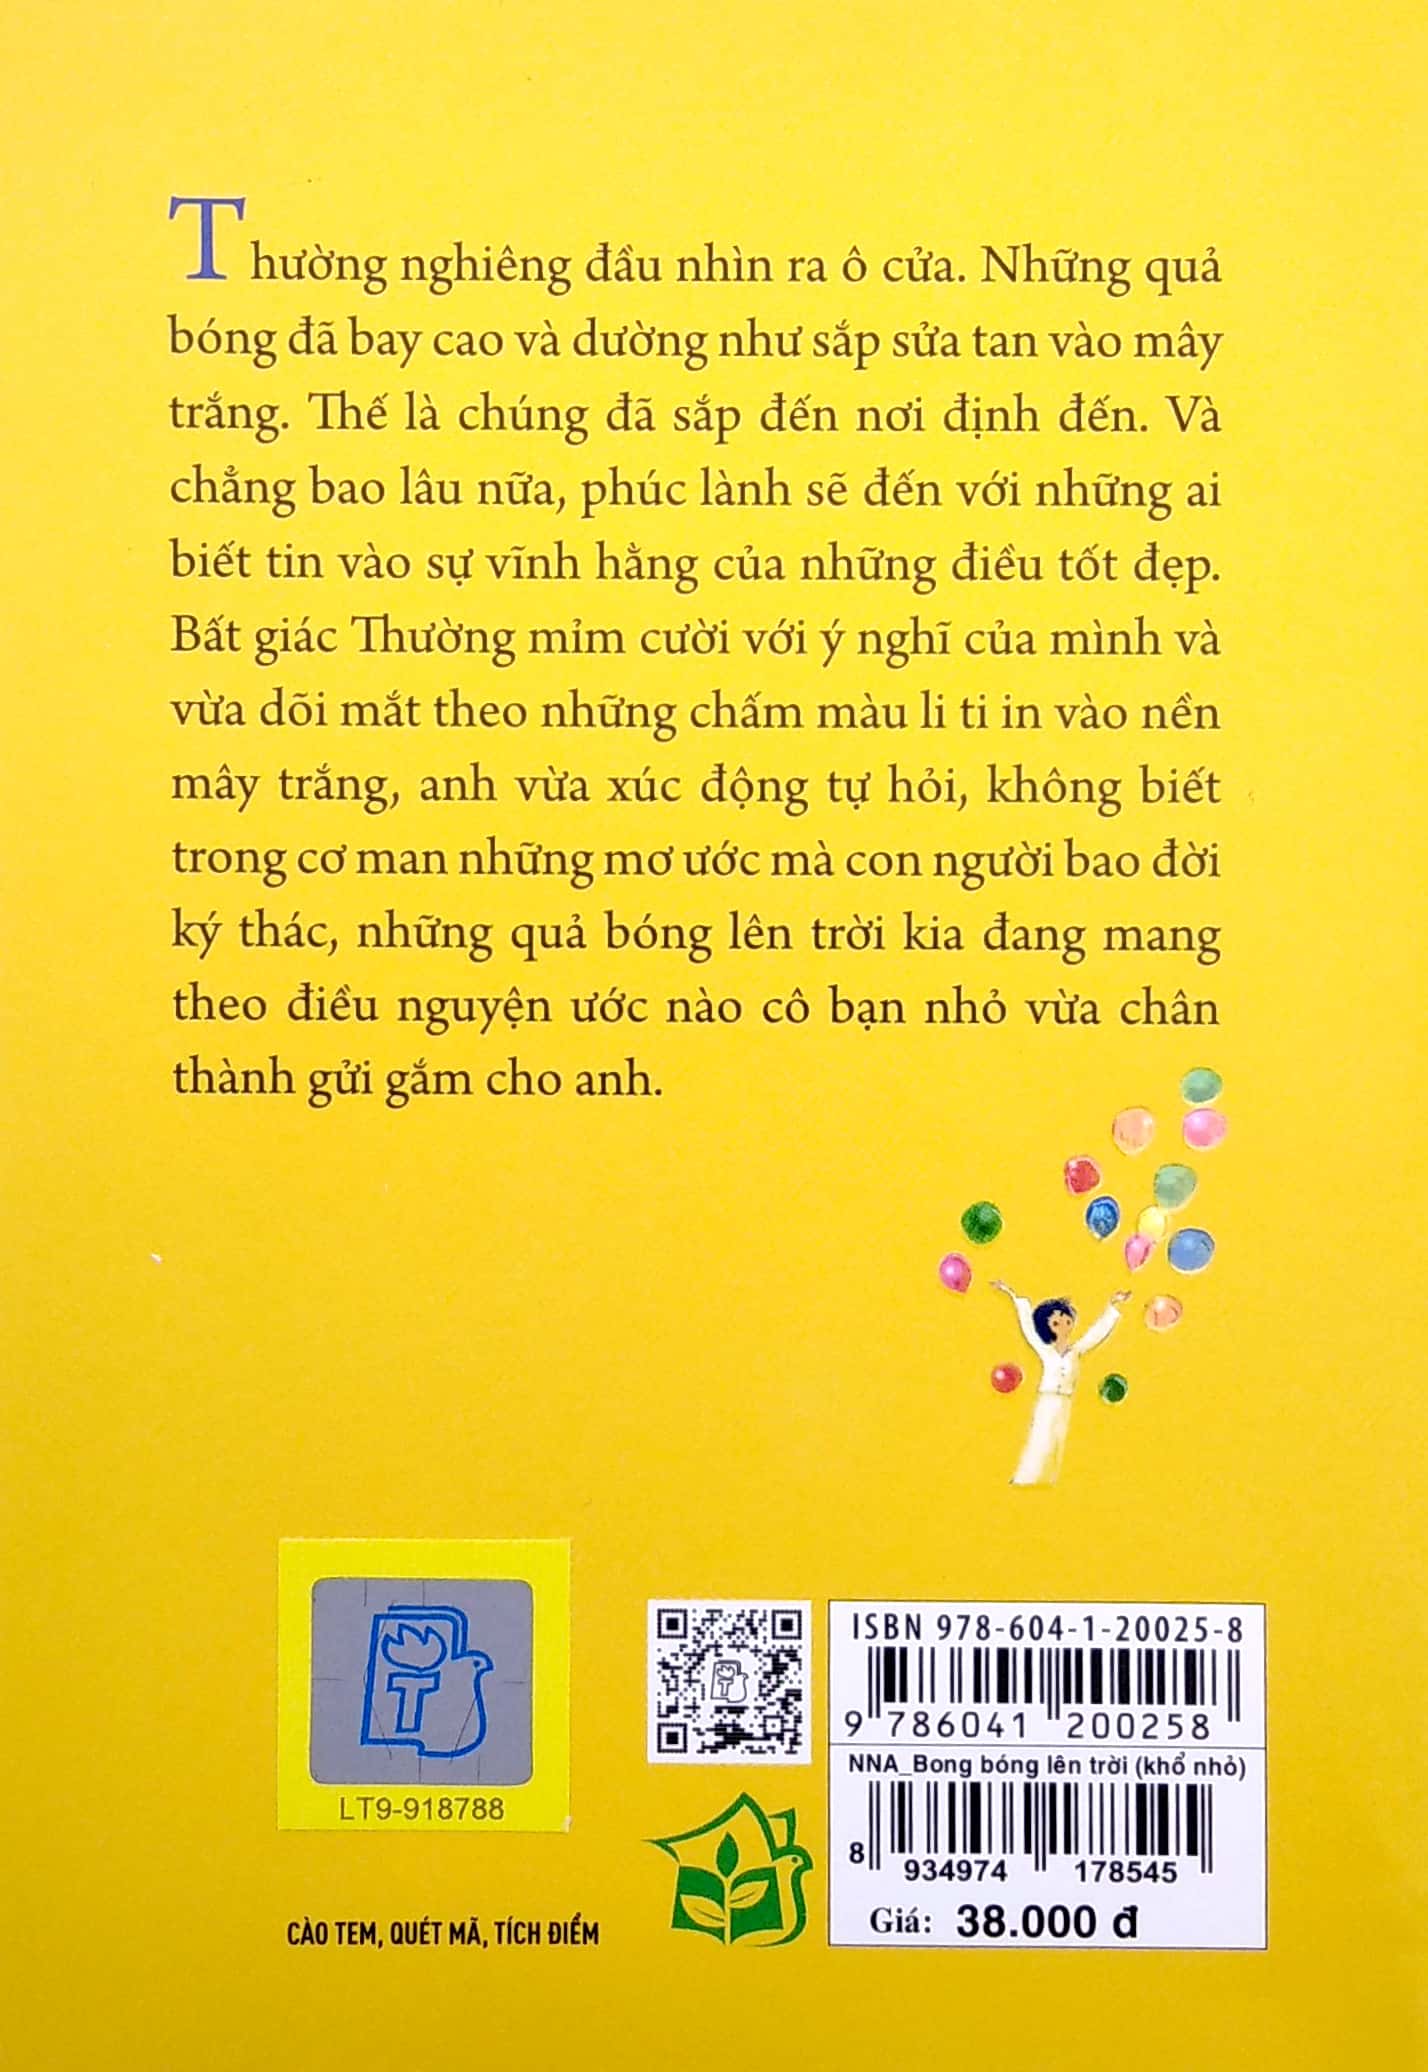 Thường nghiêng đầu nhìn ra ô cửa. Những quả
bóng đã bay cao và dường như sắp sửa tan vào mây
trắng. Thế là chúng đã sắp đến nơi định đến. Và
chẳng bao lâu nữa, phúc lành sẽ đến với những ai
biết tin vào sự vĩnh hằng của những điều tốt đẹp.
Bất giác Thường mỉm cười với ý nghĩ của mình và
vừa dõi mắt theo những chấm màu li ti in vào nền
mây trắng, anh vừa xúc động tự hỏi, không biết
trong cơ man những mơ ước mà con người bao đời
ký thác, những quả bóng lên trời kia đang mang
theo điều nguyện ước nào cô bạn nhỏ vừa chân
thành gửi gắm cho anh.
T
LT9-918788
CÀO TEM, QUÉT MÃ, TÍCH ĐIỂM
ISBN 978-604-1-20025-8
9 786041 200258
NNA_Bong bóng lên trời (khổ nhỏ)
8 934974 178545
Giá: 38.000 đ